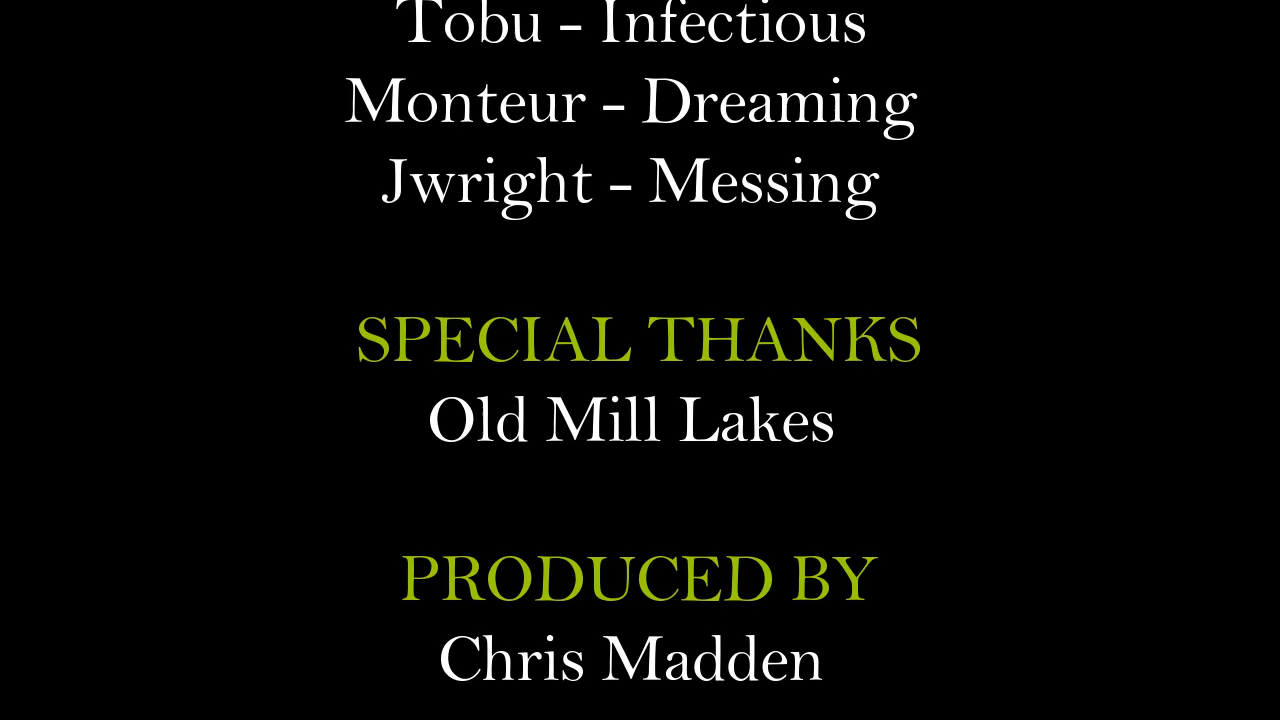 Tobu - Infectious
Monteur - Dreaming
Jwright - Messing
SPECIAL THANKS
Old Mill Lakes
PRODUCED BY
Chris Madden